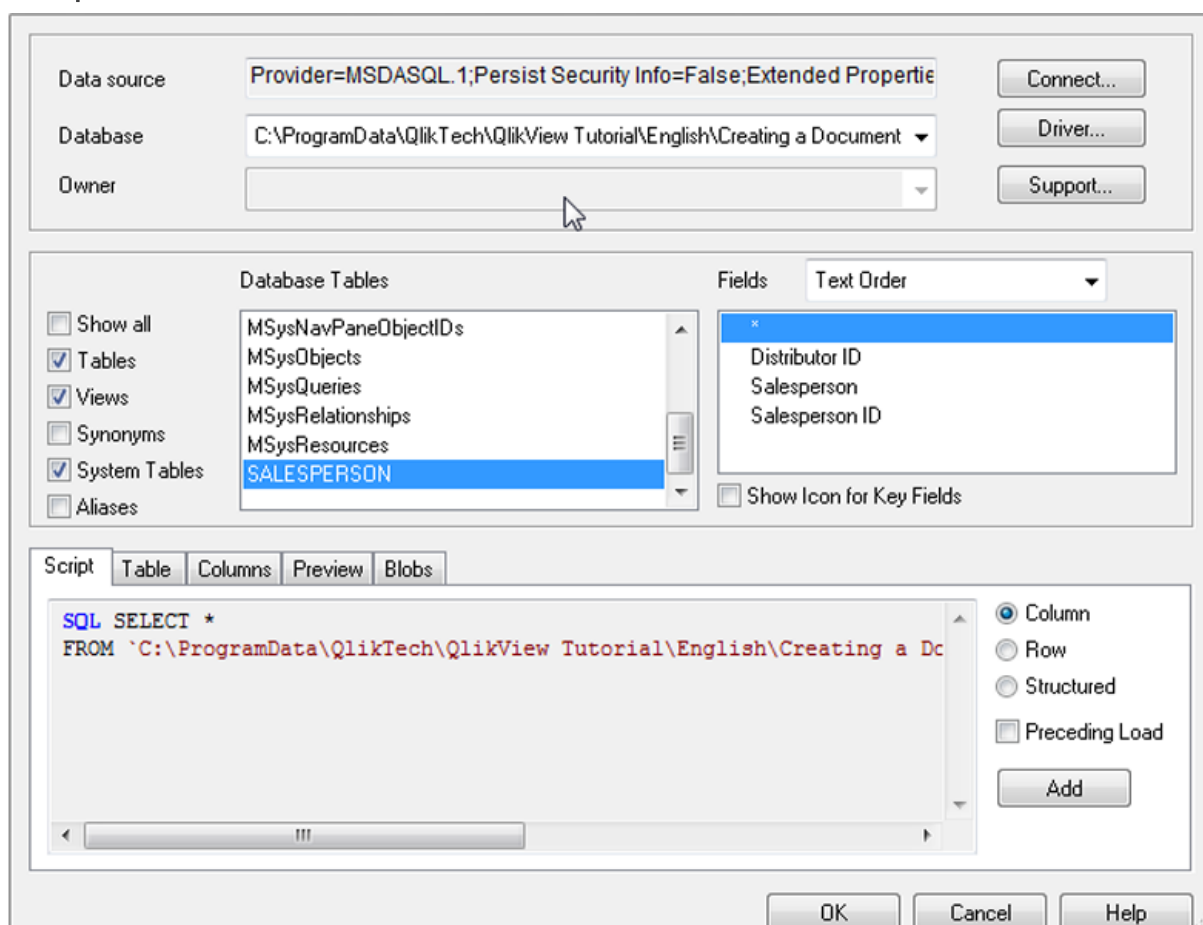 Data source
Provider=MSDASQL.1;Persist Security Info=False;Extended Propertie
Connect...
Database
C:\ProgramData\QlikTech\QlikView Tutorial\English\Creating a Document
Driver...
Owner
Support...
Database Tables
Fields
Text Order
Show all
Tables
Views
Synonyms
System Tables
Aliases
MSysNavPaneObjectIDs
MSysObjects
MSysQueries
MSysRelationships
MSysResources
SALESPERSON
*
Distributor ID
Salesperson
Salesperson ID
Show Icon for Key Fields
Script Table Columns Preview Blobs
SQL SELECT *
FROM `C:\ProgramData\QlikTech\QlikView Tutorial\English\Creating a Dc
Column
Row
Structured
Preceding Load
Add
OK Cancel Help